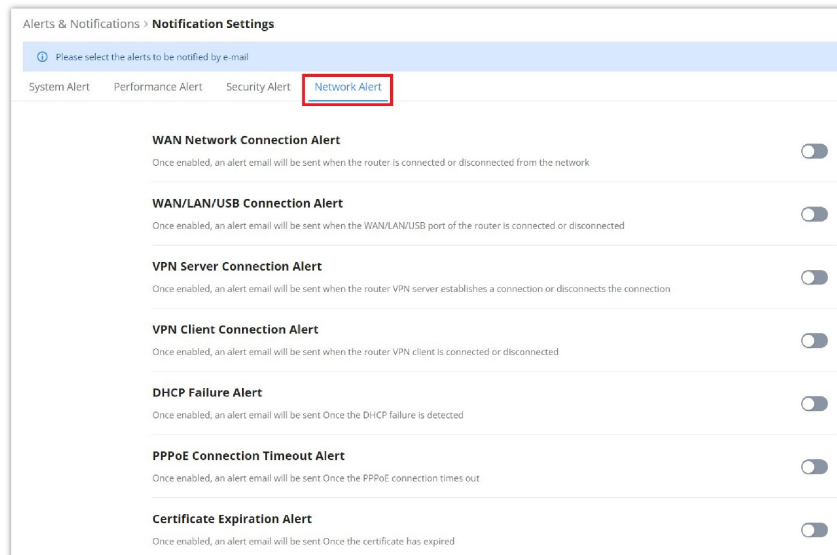 Alerts & Notifications > Notification Settings
Please select the alerts to be notified by e-mail
System Alert Performance Alert Security Alert Network Alert
WAN Network Connection Alert
Once enabled, an alert email will be sent when the router is connected or disconnected from the network
WAN/LAN/USB Connection Alert
Once enabled, an alert email will be sent when the WAN/LAN/USB port of the router is connected or disconnected
VPN Server Connection Alert
Once enabled, an alert email will be sent when the router VPN server establishes a connection or disconnects the connection
VPN Client Connection Alert
Once enabled, an alert email will be sent when the router VPN client is connected or disconnected
DHCP Failure Alert
Once enabled, an alert email will be sent Once the DHCP failure is detected
PPPoE Connection Timeout Alert
Once enabled, an alert email will be sent Once the PPPoE connection times out
Certificate Expiration Alert
Once enabled, an alert email will be sent Once the certificate has expired